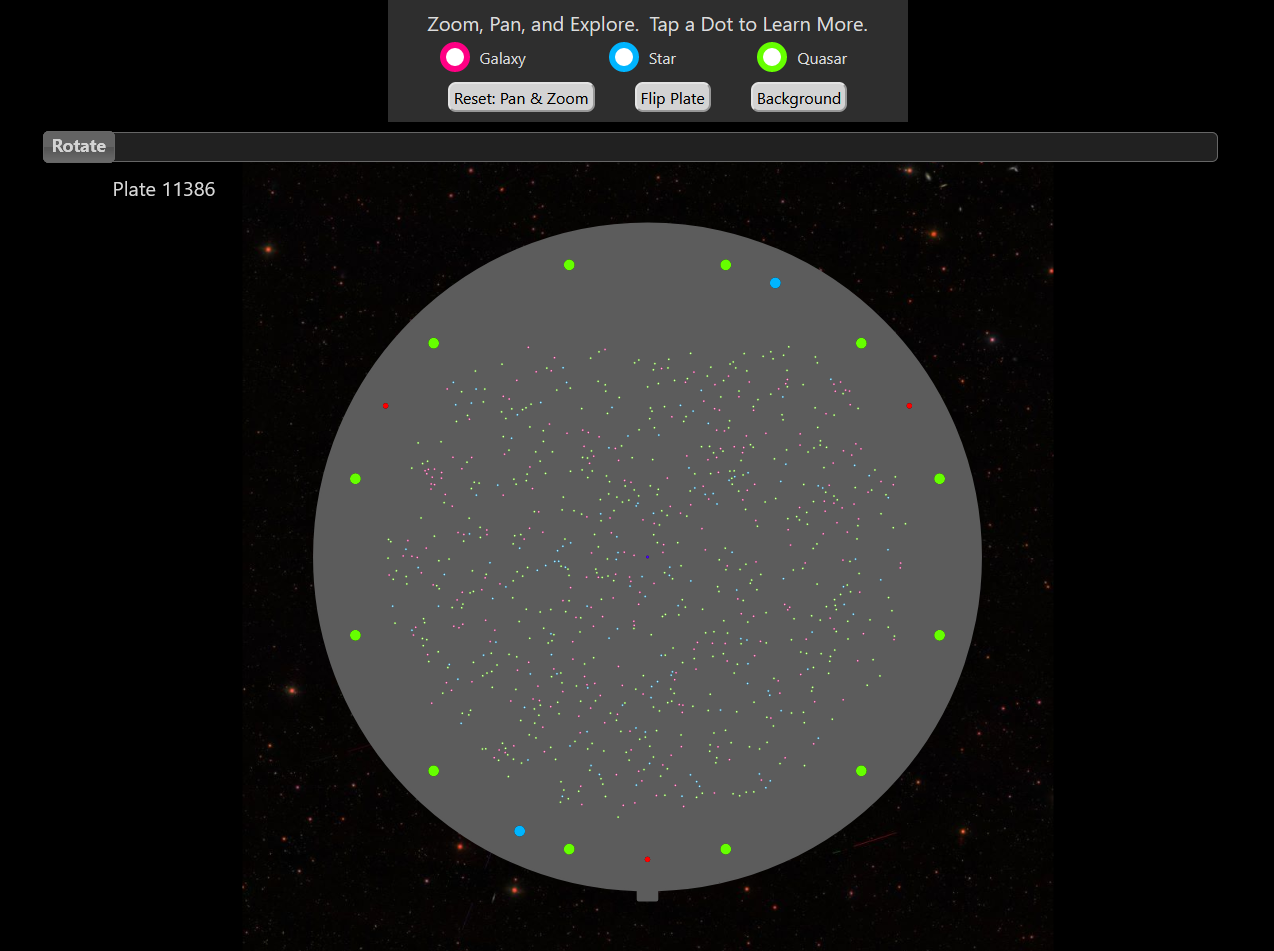 Zoom, Pan, and Explore.  Tap a Dot to Learn More.
Galaxy Star Quasar
Reset: Pan & Zoom Flip Plate Background
Rotate
Plate 11386